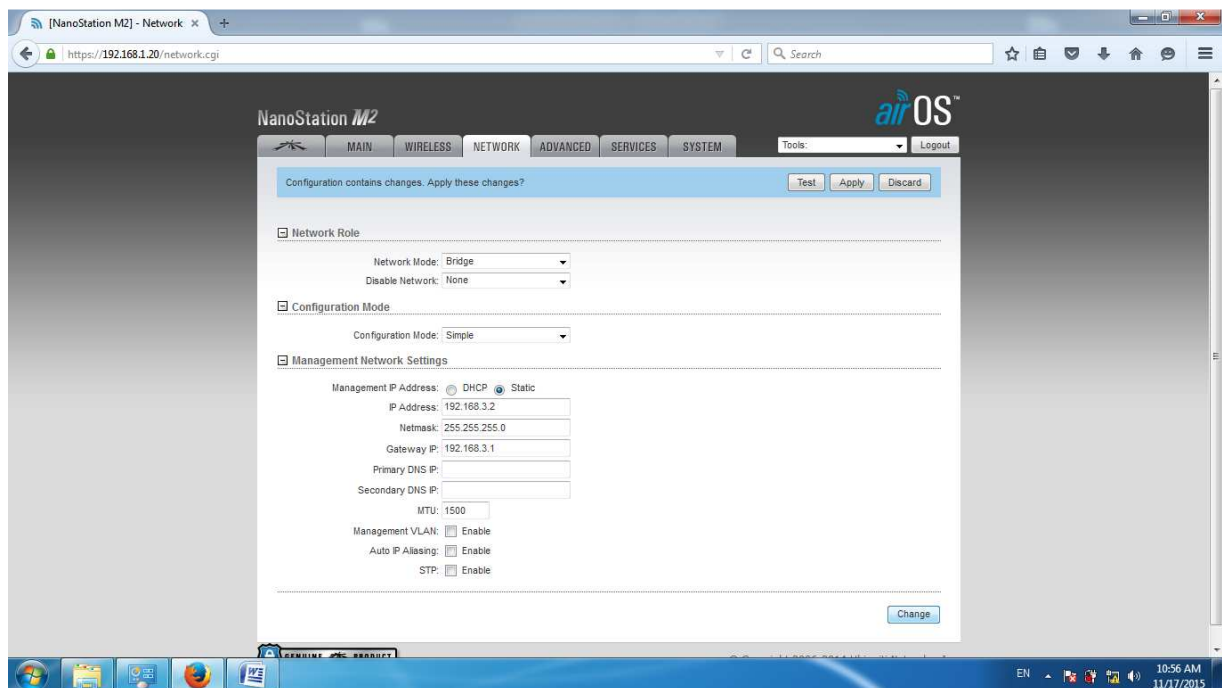 [NanoStation M2] - Network
https://192.168.1.20/network.cgi
Search
NanoStation M2
airOS™
MAIN WIRELESS NETWORK ADVANCED SERVICES SYSTEM Tools: Logout
Configuration contains changes. Apply these changes? Test Apply Discard
Network Role
Network Mode: Bridge
Disable Network: None
Configuration Mode
Configuration Mode: Simple
Management Network Settings
Management IP Address: DHCP Static
IP Address: 192.168.3.2
Netmask: 255.255.255.0
Gateway IP: 192.168.3.1
Primary DNS IP:
Secondary DNS IP:
MTU: 1500
Management VLAN: Enable
Auto IP Aliasing: Enable
STP: Enable
Change
GENUINE PRODUCT
EN 10:56 AM
11/17/2015